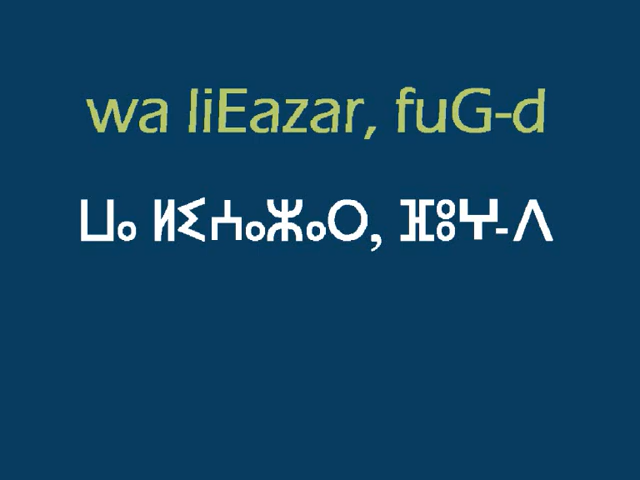 wa liEazar, fuG-d
ⵡⴰ ⵍⵉⵄⴰⵣⴰⵔ, ⴼⵓⵖ-ⴷ